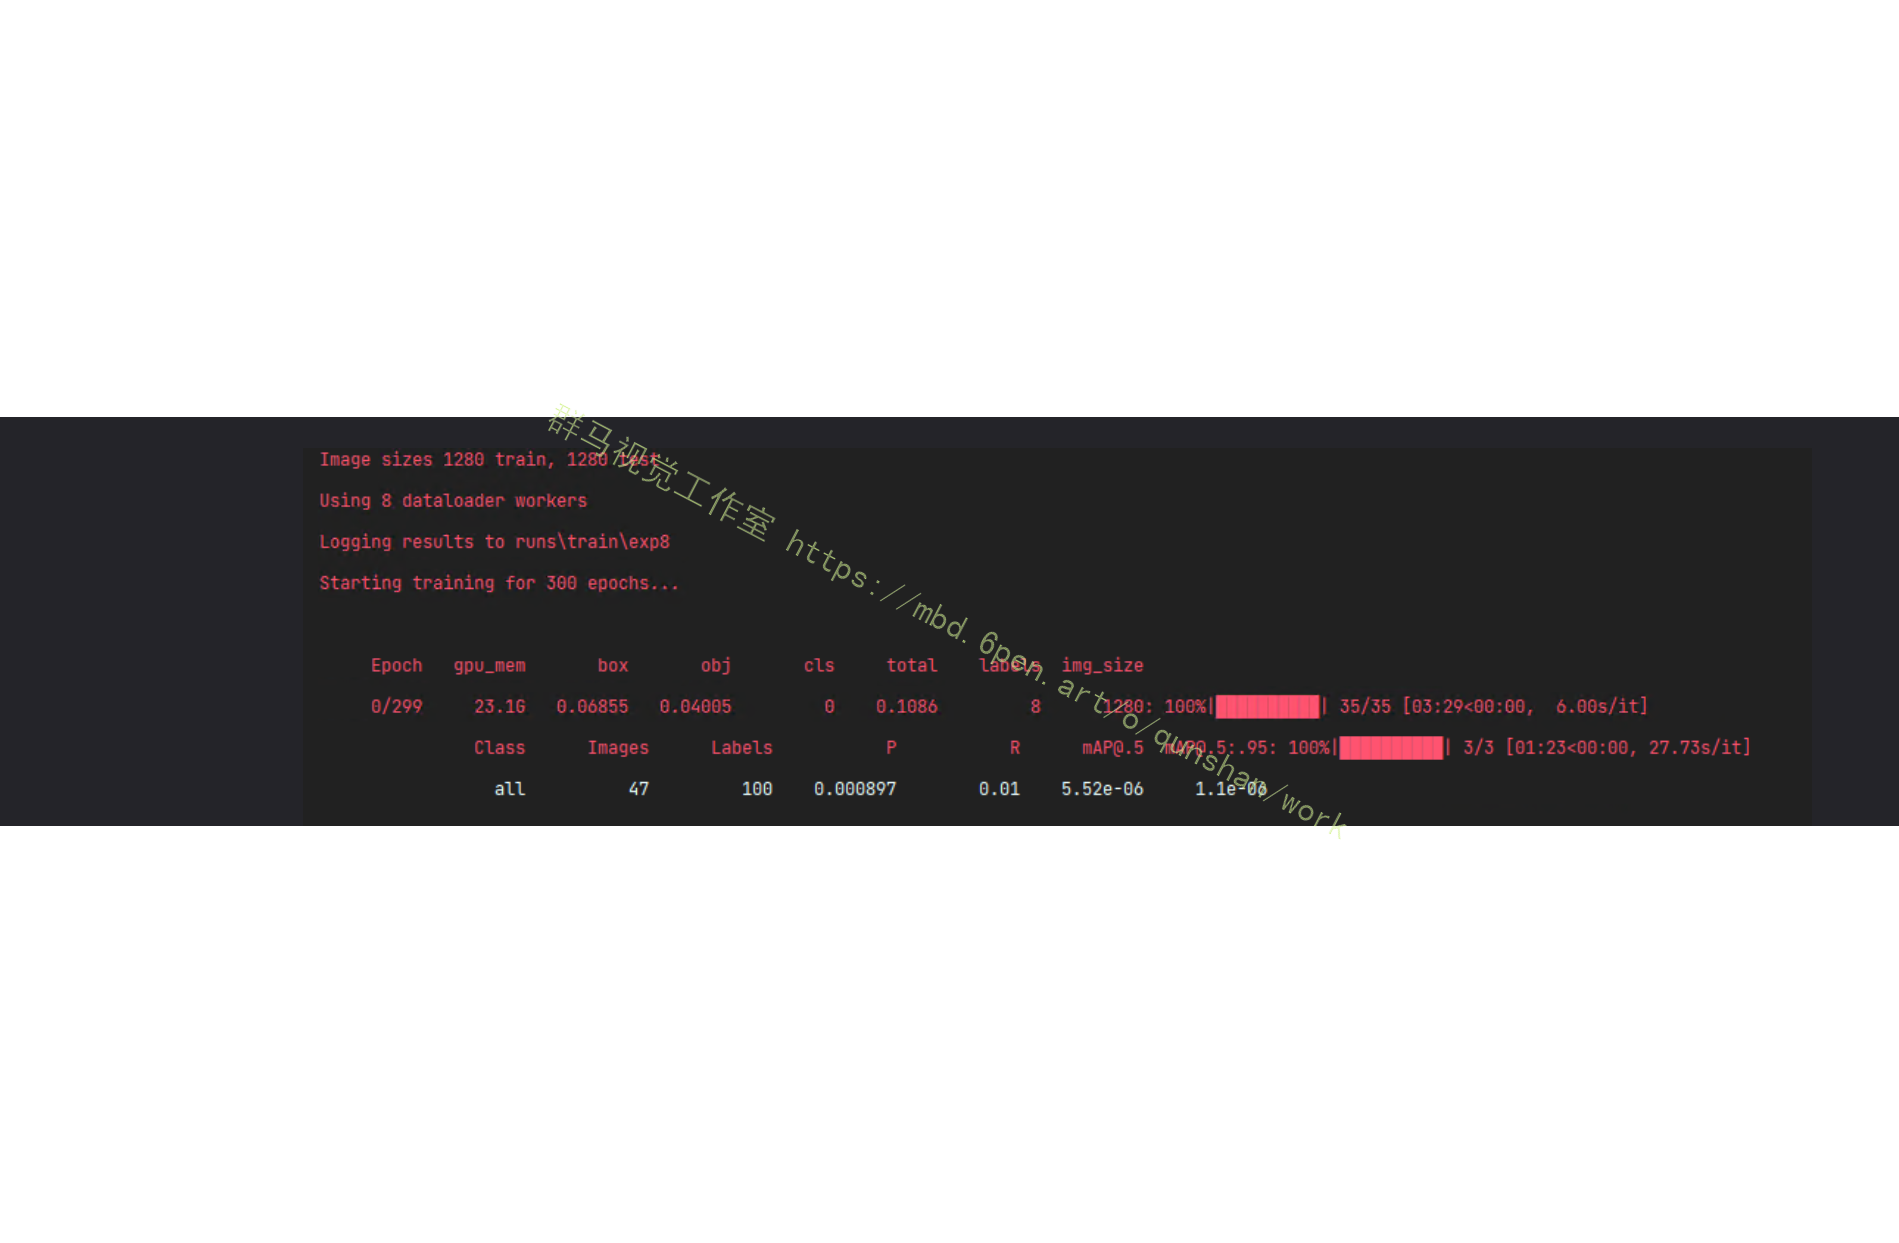 Image sizes 1280 train, 1280 test
Using 8 dataloader workers
Logging results to runs\train\exp8
Starting training for 300 epochs...
Epoch gpu_mem box obj cls total labels img_size
0/299 23.1G 0.06855 0.04005 0 0.1086 8 1280: 100%|██████████| 35/35 [03:29<00:00, 6.00s/it]
Class Images Labels P R mAP@.5 mAP@.5:.95: 100%|██████████| 3/3 [01:23<00:00, 27.73s/it]
all 47 100 0.000897 0.01 5.52e-06 1.1e-06
群马视觉工作室 https://mbd.6pen.art/o/qunshan/work